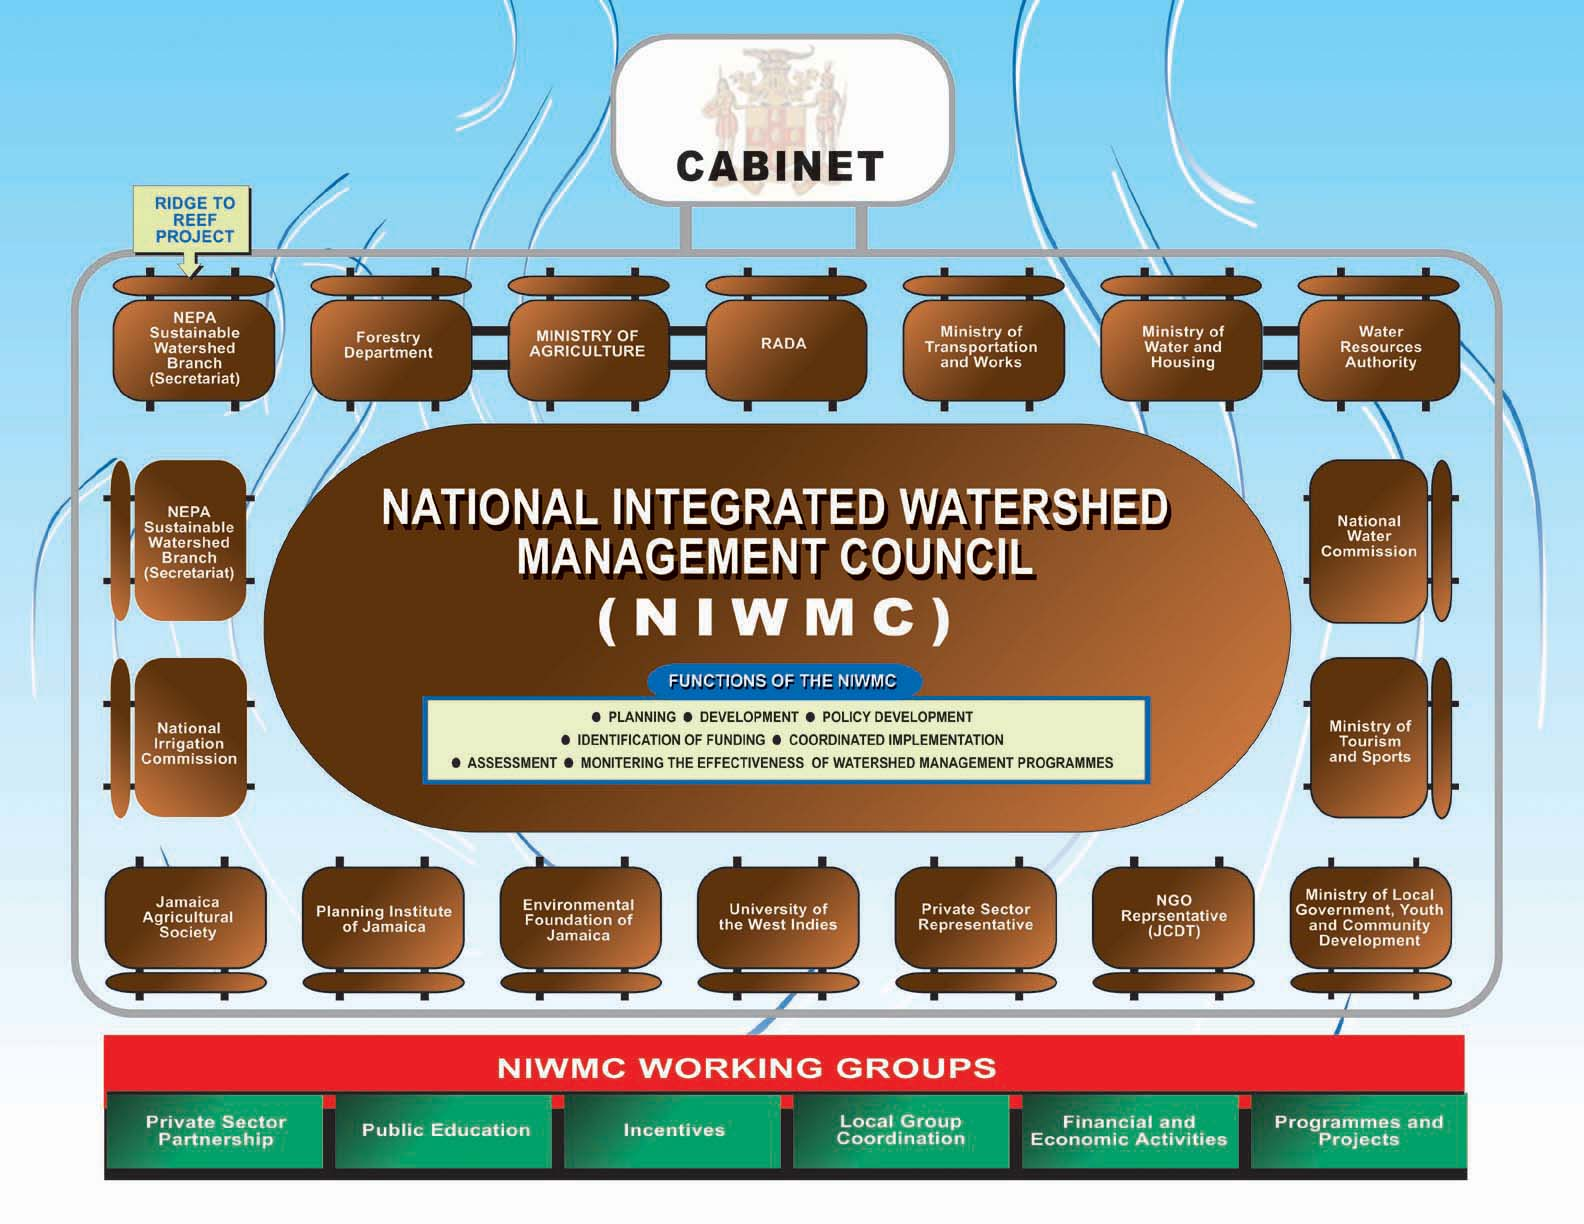 CABINET
RIDGE TO
REEF
PROJECT
NEPA
Sustainable
Watershed
Branch
(Secretariat)
Forestry
Department
MINISTRY OF
AGRICULTURE
RADA
Ministry of
Transportation
and Works
Ministry of
Water and
Housing
Water
Resources
Authority
NEPA
Sustainable
Watershed
Branch
(Secretariat)
National
Irrigation
Commission
NATIONAL INTEGRATED WATERSHED
MANAGEMENT COUNCIL
(NIWMC)
FUNCTIONS OF THE NIWMC
● PLANNING ● DEVELOPMENT ● POLICY DEVELOPMENT
● IDENTIFICATION OF FUNDING ● COORDINATED IMPLEMENTATION
● ASSESSMENT ● MONITERING THE EFFECTIVENESS OF WATERSHED MANAGEMENT PROGRAMMES
National
Water
Commission
Ministry of
Tourism
and Sports
Jamaica
Agricultural
Society
Planning Institute
of Jamaica
Environmental
Foundation of
Jamaica
University of
the West Indies
Private Sector
Representative
NGO
Reprsentative
(JCDT)
Ministry of Local
Government, Youth
and Community
Development
NIWMC WORKING GROUPS
Private Sector
Partnership
Public Education
Incentives
Local Group
Coordination
Financial and
Economic Activities
Programmes and
Projects